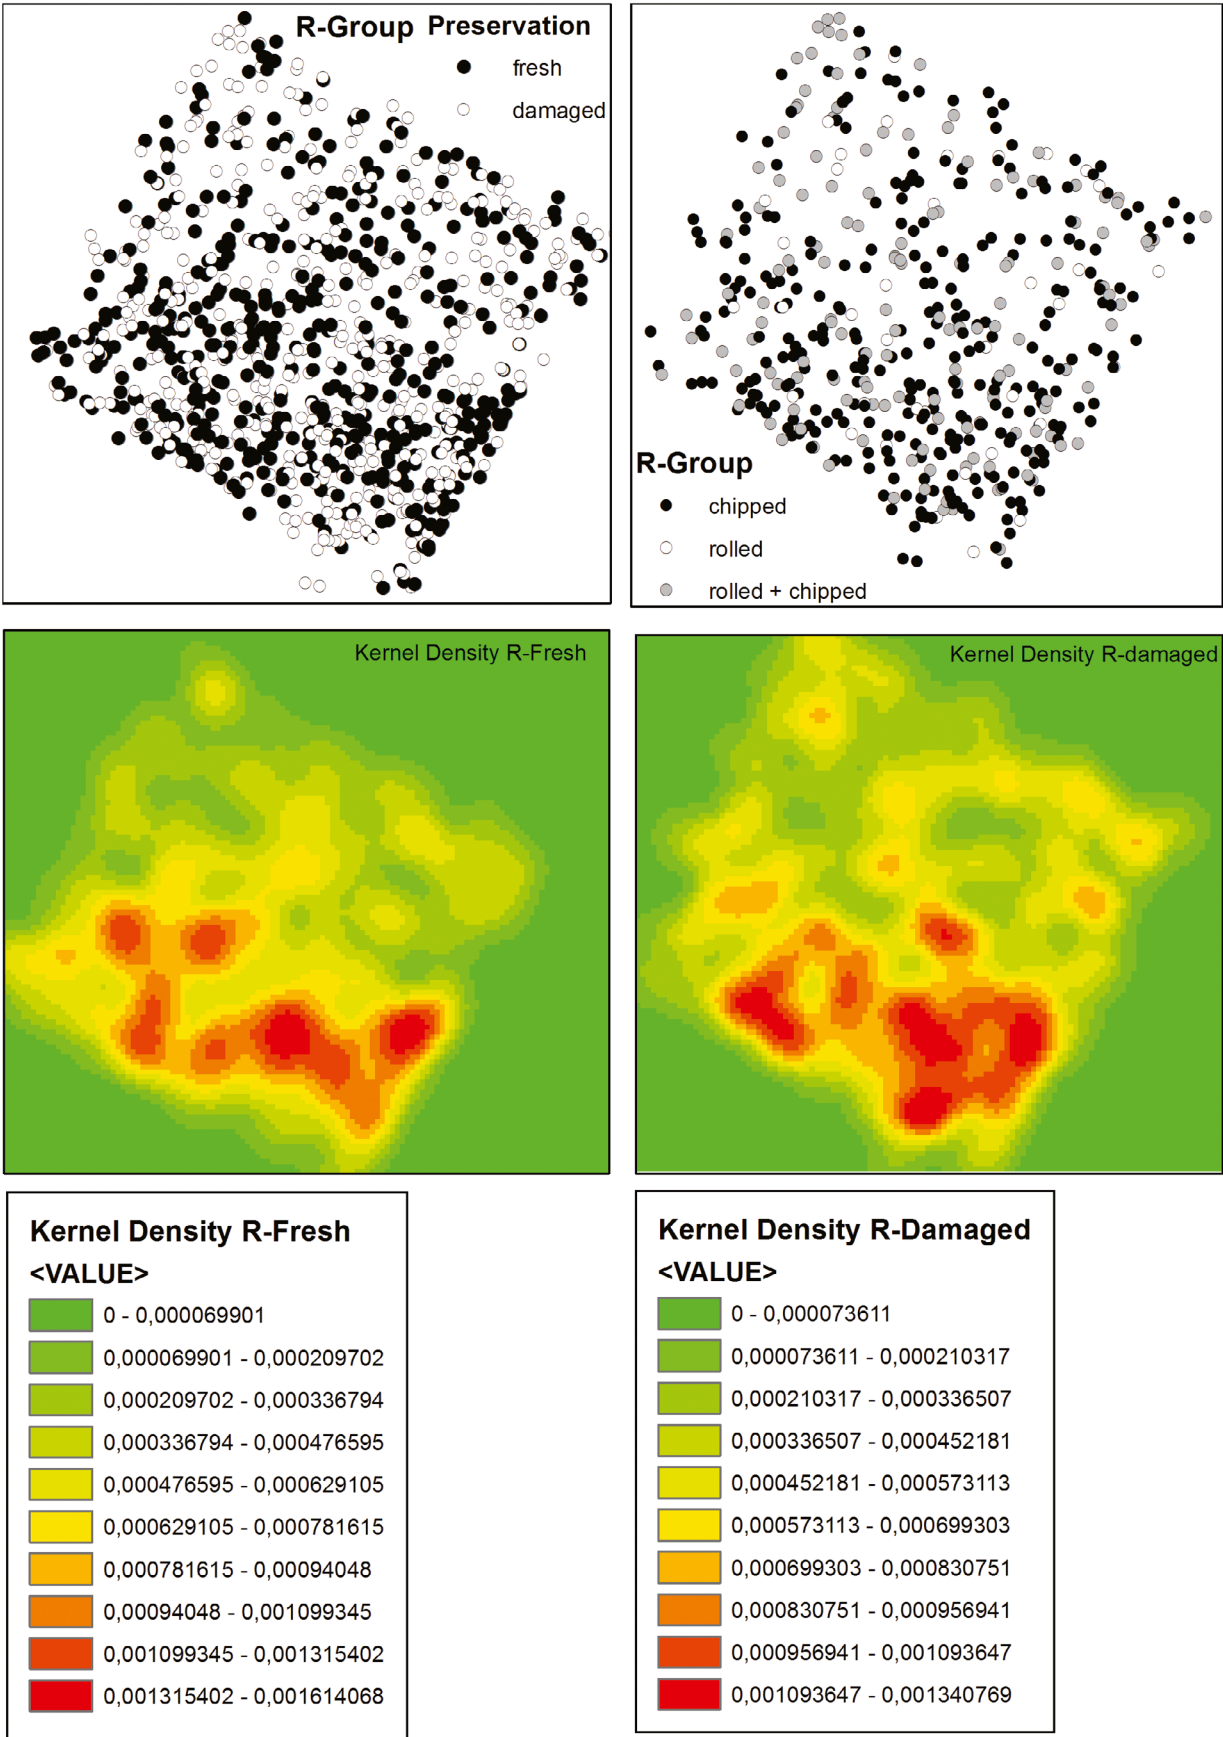 R-Group Preservation
fresh
damaged
R-Group
chipped
rolled
rolled + chipped
Kernel Density R-Fresh
Kernel Density R-damaged
Kernel Density R-Fresh
<VALUE>
0 - 0,000069901
0,000069901 - 0,000209702
0,000209702 - 0,000336794
0,000336794 - 0,000476595
0,000476595 - 0,000629105
0,000629105 - 0,000781615
0,000781615 - 0,00094048
0,00094048 - 0,001099345
0,001099345 - 0,001315402
0,001315402 - 0,001614068
Kernel Density R-Damaged
<VALUE>
0 - 0,000073611
0,000073611 - 0,000210317
0,000210317 - 0,000336507
0,000336507 - 0,000452181
0,000452181 - 0,000573113
0,000573113 - 0,000699303
0,000699303 - 0,000830751
0,000830751 - 0,000956941
0,000956941 - 0,001093647
0,001093647 - 0,001340769